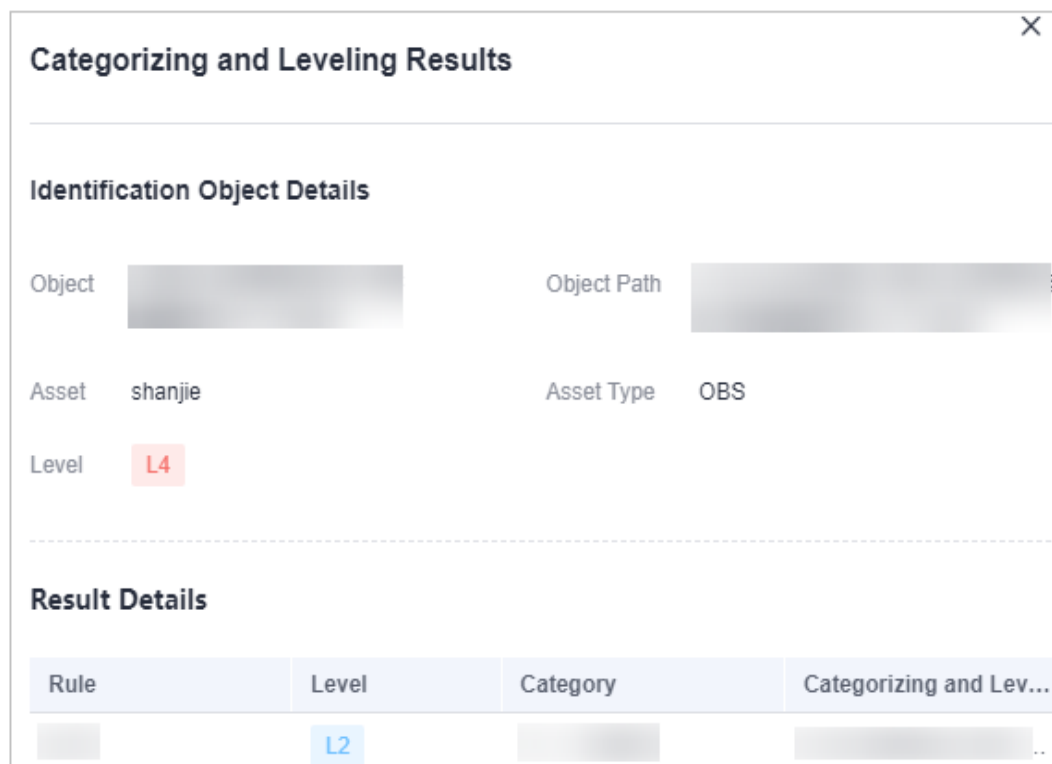 Categorizing and Leveling Results
Identification Object Details
Object Object Path
Asset shanjie Asset Type OBS
Level L4
Result Details
Rule Level Category Categorizing and Lev...
L2 ..